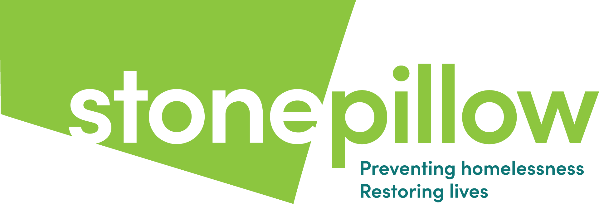 stonepillow
Preventing homelessness
Restoring lives